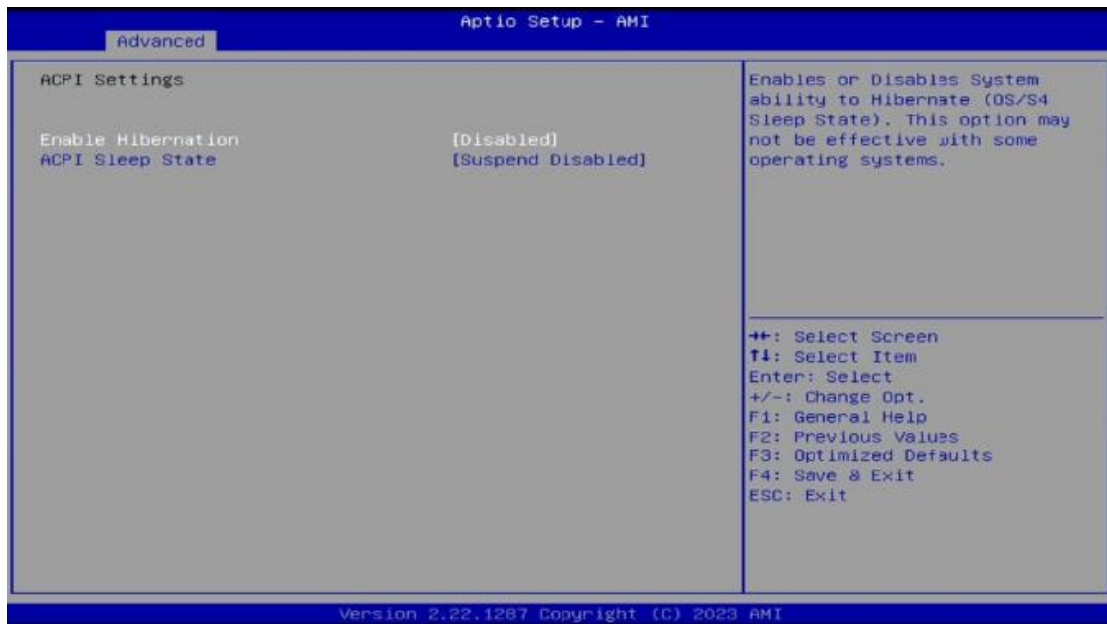 Aptio Setup - AMI
Advanced
ACPI Settings
Enable Hibernation [Disabled]
ACPI Sleep State [Suspend Disabled]
Enables or Disables System
ability to Hibernate (OS/S4
Sleep State). This option may
not be effective with some
operating systems.
→←: Select Screen
↑↓: Select Item
Enter: Select
+/-: Change Opt.
F1: General Help
F2: Previous Values
F3: Optimized Defaults
F4: Save & Exit
ESC: Exit
Version 2.22.1287 Copyright (C) 2023 AMI